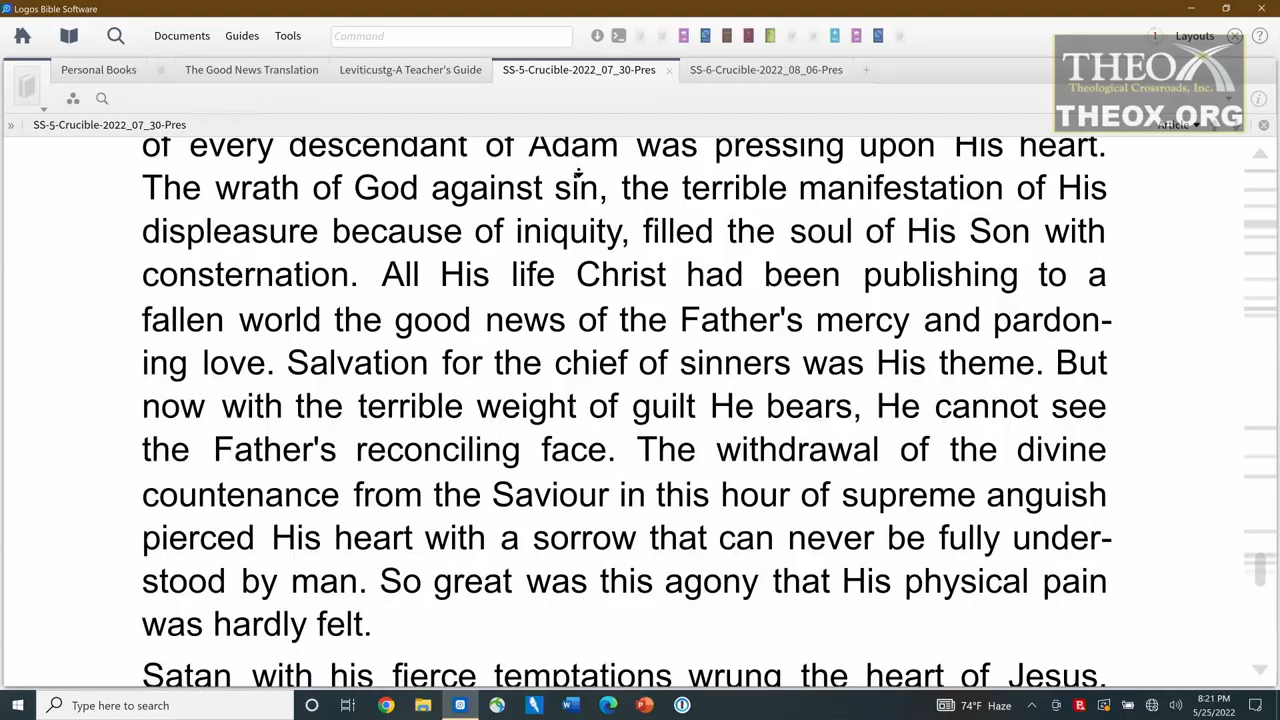 Logos Bible Software
Documents Guides Tools Command Layouts
Personal Books The Good News Translation Leviticustg A Teacher's Guide SS-5-Crucible-2022_07_30-Pres SS-6-Crucible-2022_08_06-Pres
THEOX
Theological Crossroads, Inc.
THEOX.ORG
SS-5-Crucible-2022_07_30-Pres Article
of every descendant of Adam was pressing upon His heart.
The wrath of God against sin, the terrible manifestation of His
displeasure because of iniquity, filled the soul of His Son with
consternation. All His life Christ had been publishing to a
fallen world the good news of the Father's mercy and pardon-
ing love. Salvation for the chief of sinners was His theme. But
now with the terrible weight of guilt He bears, He cannot see
the Father's reconciling face. The withdrawal of the divine
countenance from the Saviour in this hour of supreme anguish
pierced His heart with a sorrow that can never be fully under-
stood by man. So great was this agony that His physical pain
was hardly felt.
Satan with his fierce temptations wrung the heart of Jesus.
Type here to search 74°F Haze 8:21 PM
5/25/2022